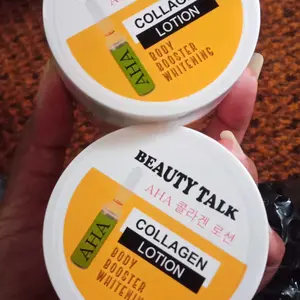 AHA
COLLAGEN
LOTION
BODY
BOOSTER
WHITENING
BEAUTY TALK
AHA 콜라겐 로션
AHA
COLLAGEN
LOTION
BODY
BOOSTER
WHITENING